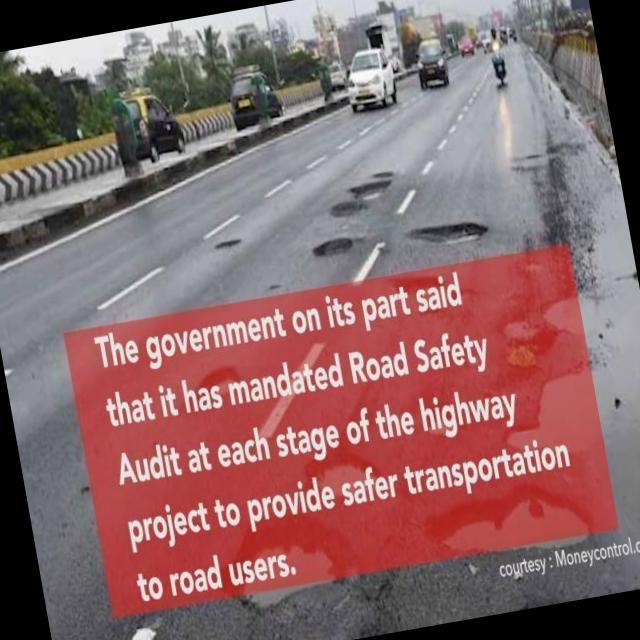 The government on its part said
that it has mandated Road Safety
Audit at each stage of the highway
project to provide safer transportation
to road users.
courtesy : Moneycontrol.c